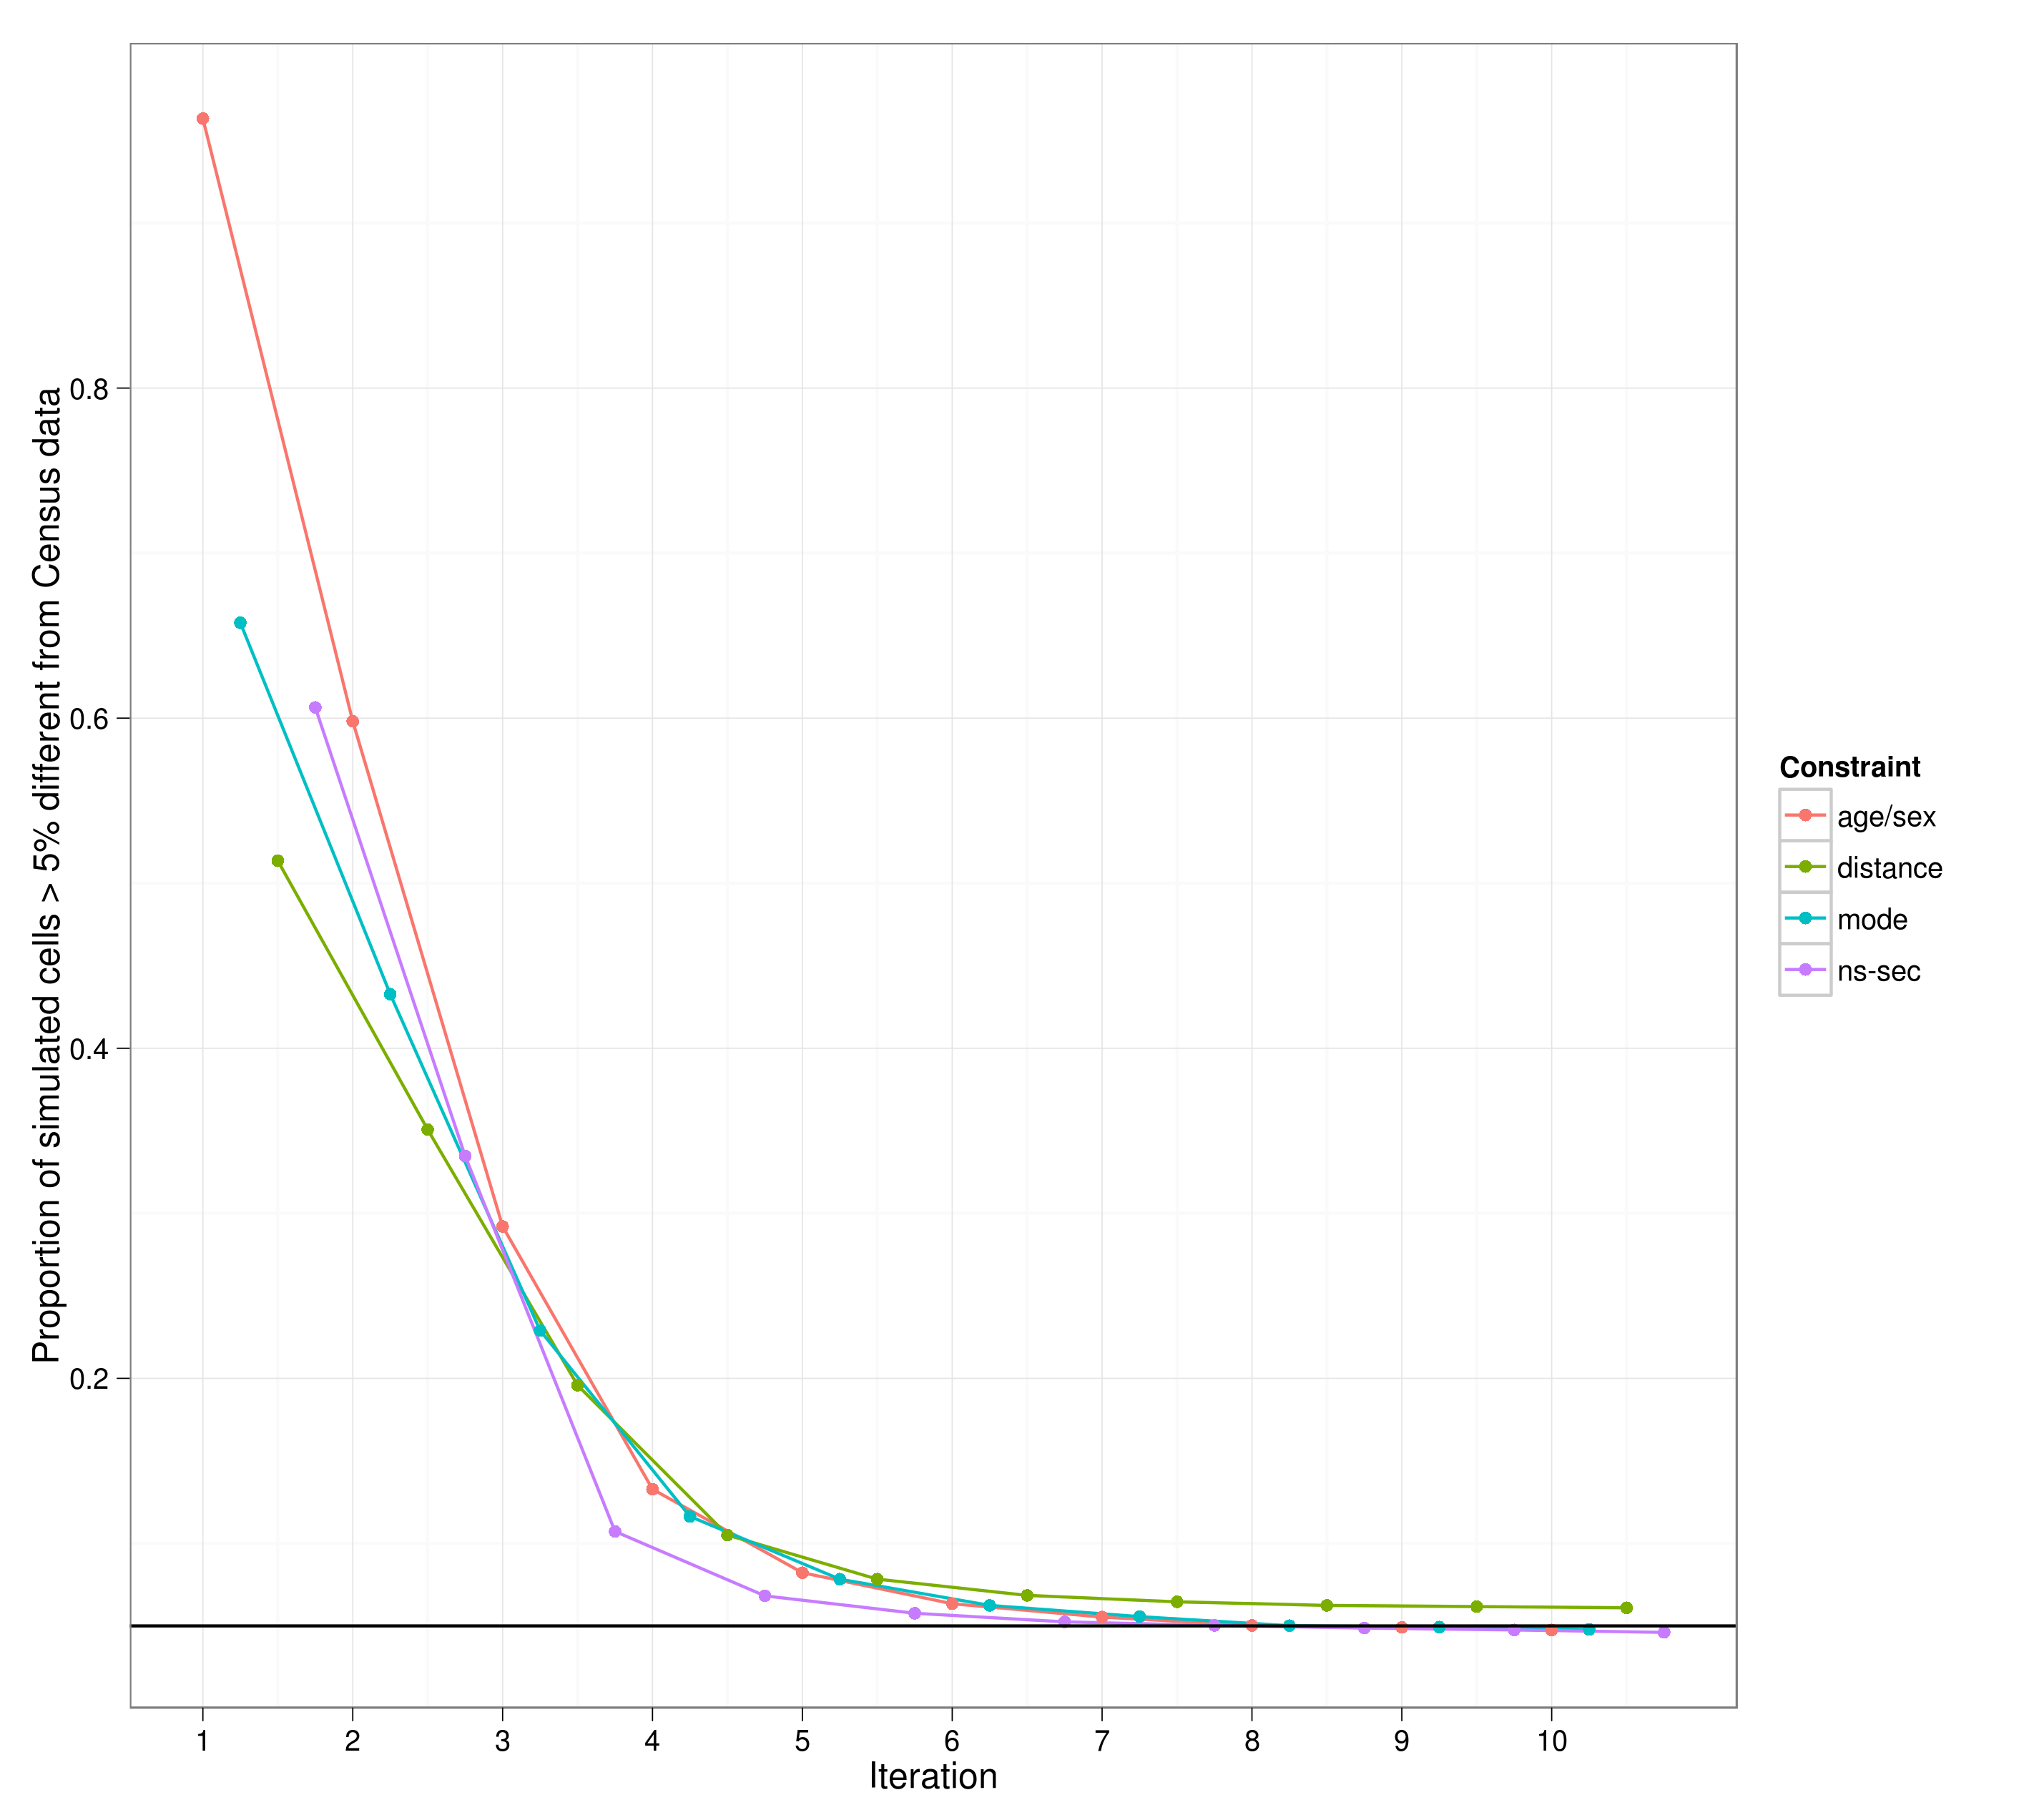 Proportion of simulated cells > 5% different from Census data
0.8
0.6
0.4
0.2
1 2 3 4 5 6 7 8 9 10
Iteration
Constraint
age/sex
distance
mode
ns-sec